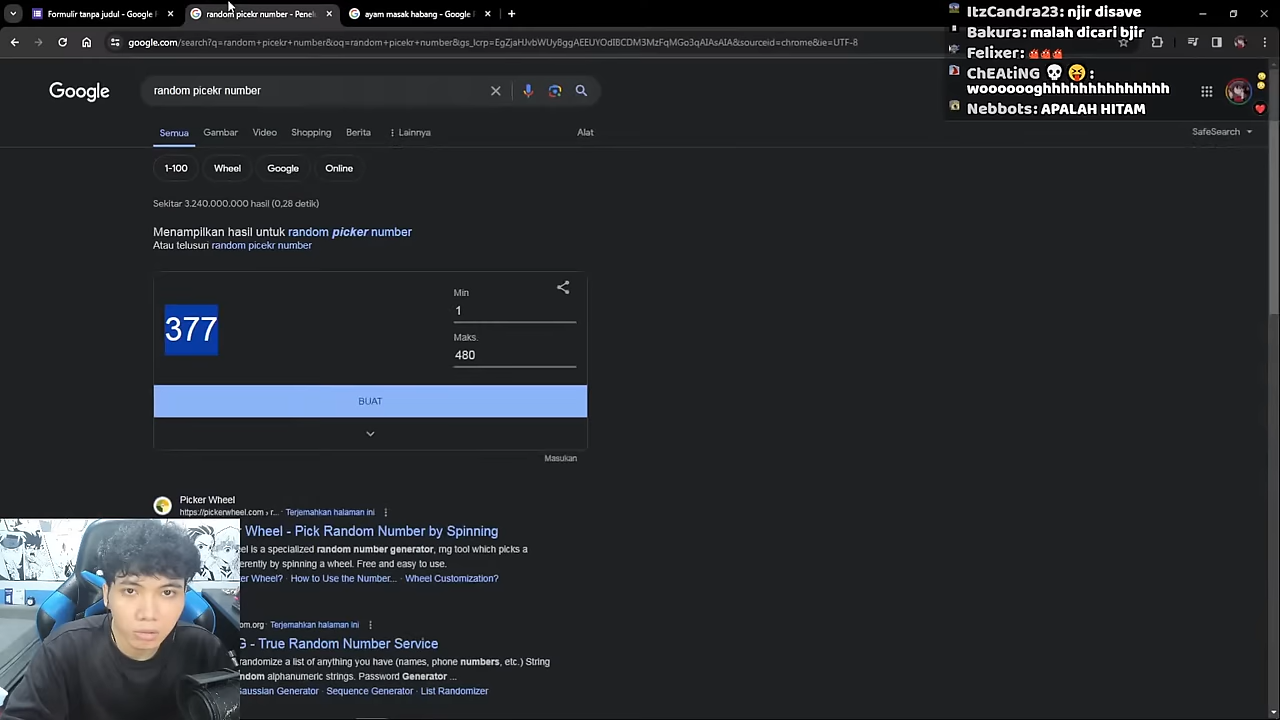 Formulir tanpa judul - Google F
random picekr number - Penelu
ayam masak habang - Google P
google.com/search?q=random+picekr+number&oq=random+picekr+number&gs_lcrp=EgZjaHJvbWUyBggAEEUYOdIBCDM3MzFqMGo3qAIAsAIA&sourceid=chrome&ie=UTF-8
ItzCandra23: njir disave
Bakura: malah dicari bjir
Felixer:
ChEAtiNG 💀 😝 :
woooooghhhhhhhhhhhhhh
Nebbots: APALAH HITAM
Google
random picekr number
Semua
Gambar
Video
Shopping
Berita
Lainnya
Alat
SafeSearch
1-100
Wheel
Google
Online
Sekitar 3.240.000.000 hasil (0,28 detik)
Menampilkan hasil untuk random picker number
Atau telusuri random picekr number
377
Min
1
Maks.
480
BUAT
Masukan
Picker Wheel
https://pickerwheel.com › r... · Terjemahkan halaman ini
Wheel - Pick Random Number by Spinning
is a specialized random number generator, rng tool which picks a
by spinning a wheel. Free and easy to use.
Wheel? · How to Use the Number... · Wheel Customization?
Terjemahkan halaman ini
G - True Random Number Service
randomize a list of anything you have (names, phone numbers, etc.) String
alphanumeric strings. Password Generator ...
Gaussian Generator · Sequence Generator · List Randomizer